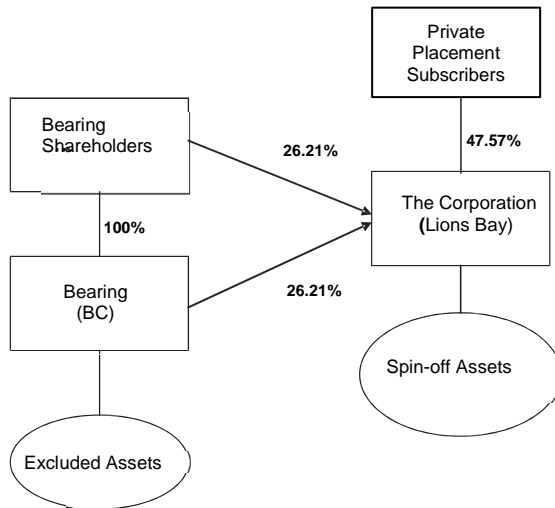 Private
Placement
Subscribers
Bearing
Shareholders
26.21%
47.57%
The Corporation
(Lions Bay)
100%
Bearing
(BC)
26.21%
Spin-off Assets
Excluded Assets